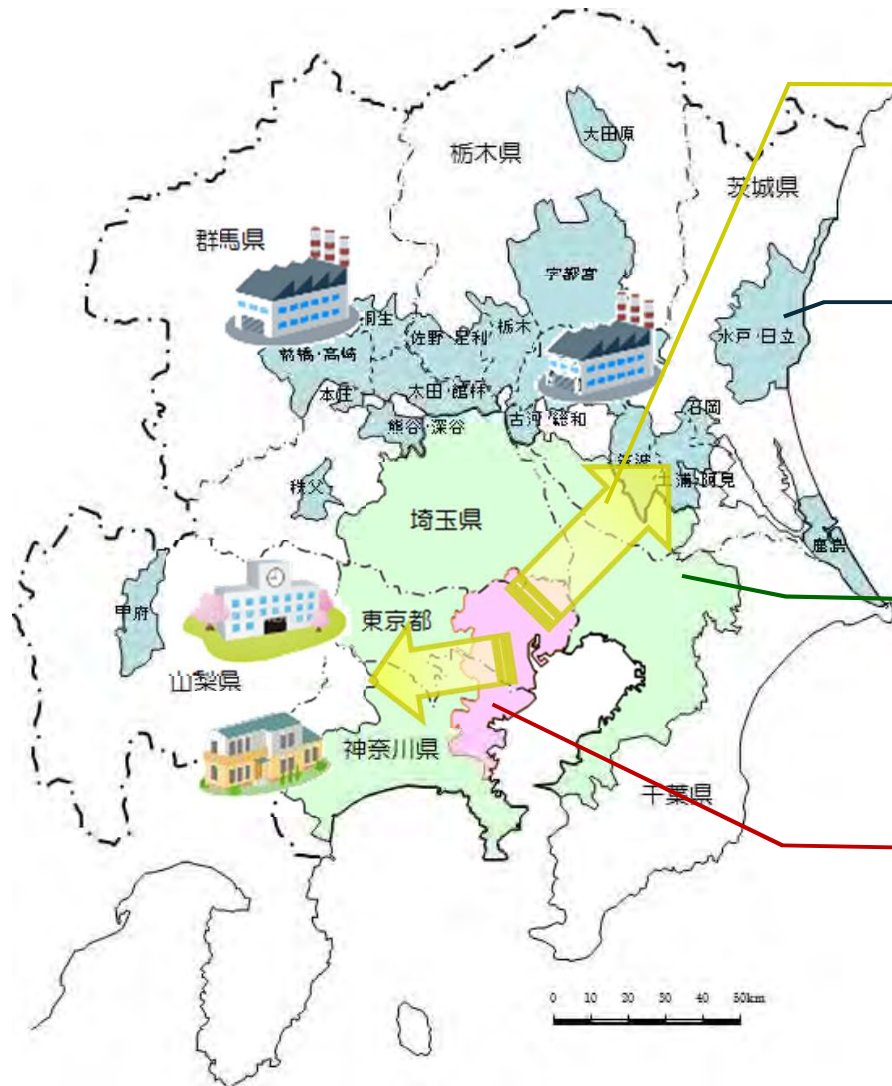 大田原
栃木県
茨城県
群馬県
宇都宮
桐生
佐野・足利
栃木
水戸・日立
前橋・高崎
本庄
太田・館林
古河・総和
石岡
熊谷・深谷
筑波
土浦・阿見
秩父
埼玉県
鹿島
甲府
東京都
山梨県
神奈川県
千葉県
0 10 20 30 40 50km